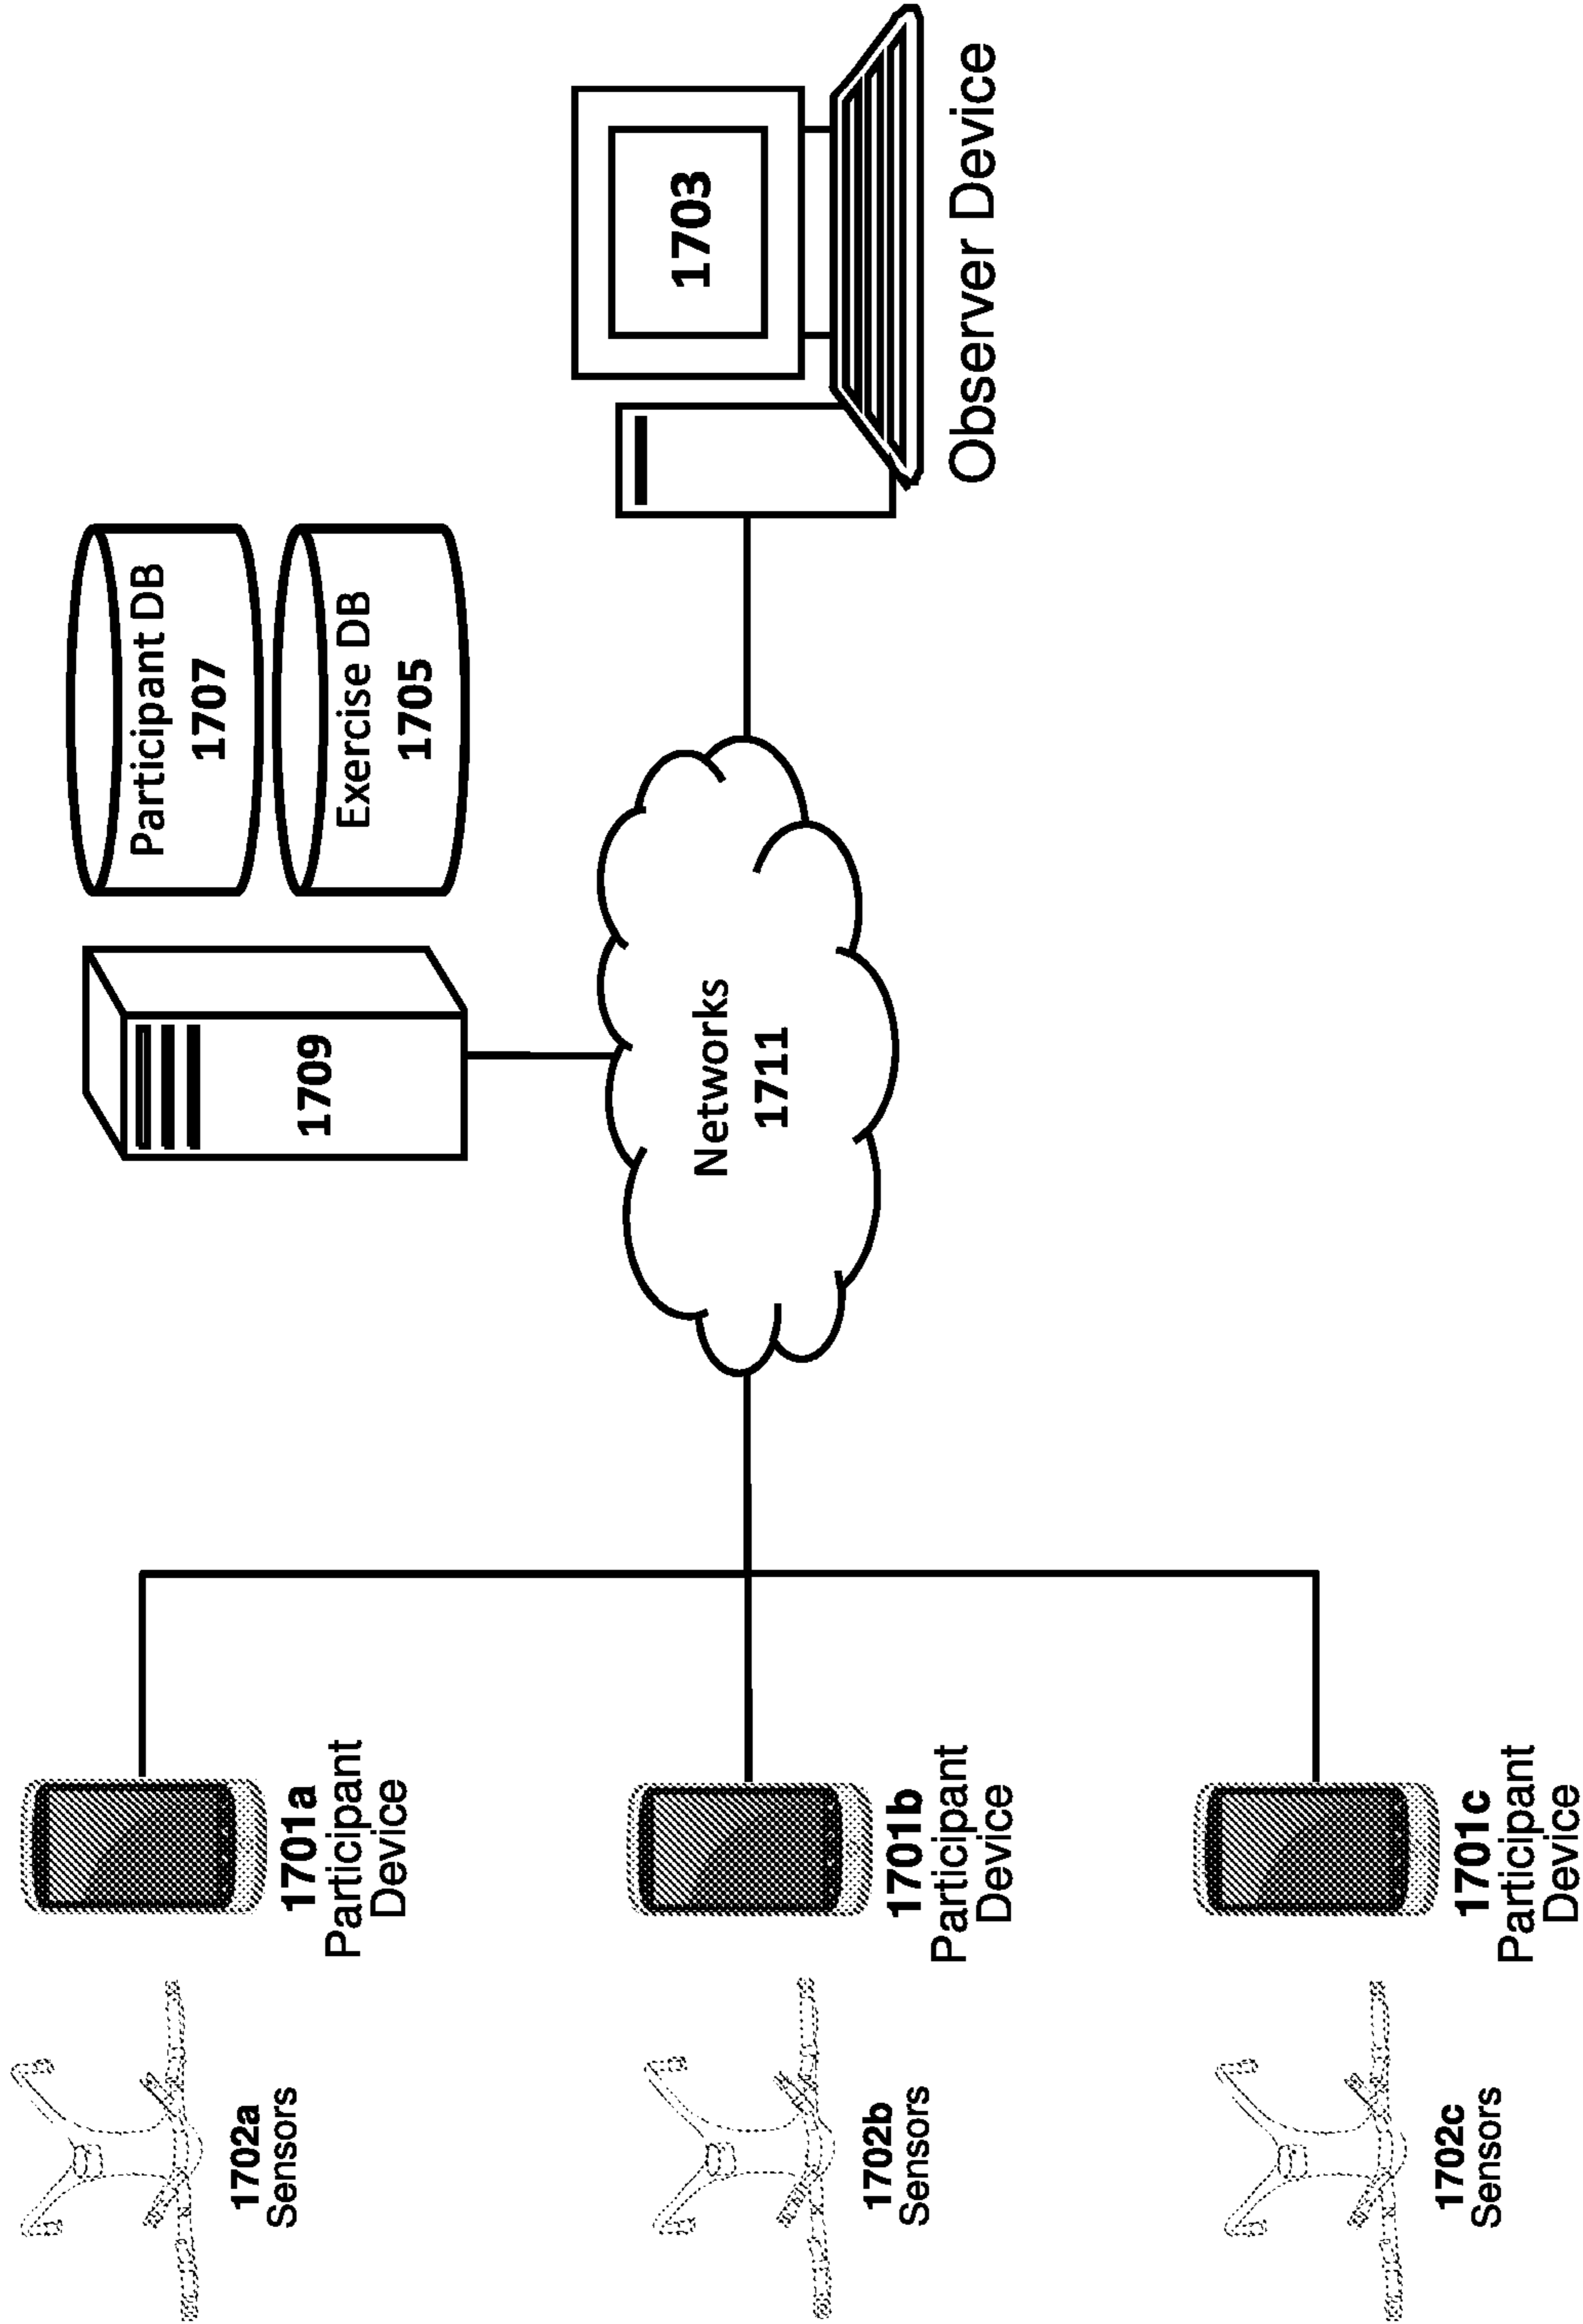 1702a
Sensors
1701a
Participant
Device
1709
Participant DB
1707
Exercise DB
1705
Networks
1711
1703
Observer Device
1702b
Sensors
1701b
Participant
Device
1702c
Sensors
1701c
Participant
Device